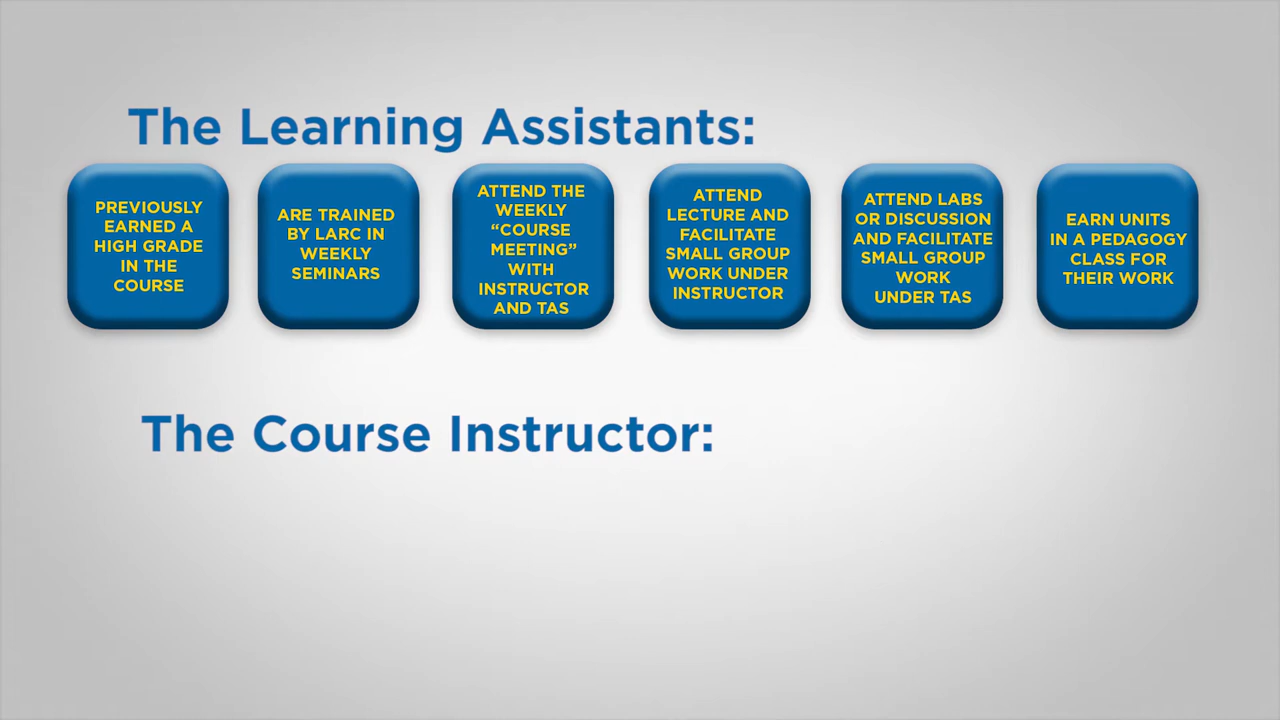 The Learning Assistants:
PREVIOUSLY
EARNED A
HIGH GRADE
IN THE
COURSE
ARE TRAINED
BY LARC IN
WEEKLY
SEMINARS
ATTEND THE
WEEKLY
“COURSE
MEETING”
WITH
INSTRUCTOR
AND TAS
ATTEND
LECTURE AND
FACILITATE
SMALL GROUP
WORK UNDER
INSTRUCTOR
ATTEND LABS
OR DISCUSSION
AND FACILITATE
SMALL GROUP
WORK
UNDER TAS
EARN UNITS
IN A PEDAGOGY
CLASS FOR
THEIR WORK
The Course Instructor: